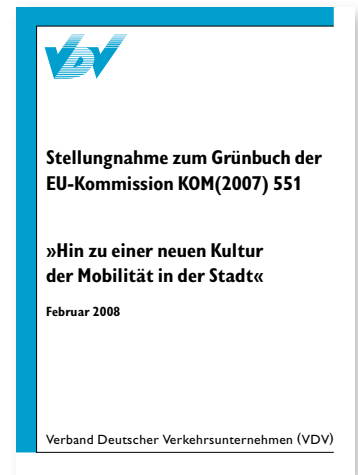 VDV
Stellungnahme zum Grünbuch der
EU-Kommission KOM(2007) 551
»Hin zu einer neuen Kultur
der Mobilität in der Stadt«
Februar 2008
Verband Deutscher Verkehrsunternehmen (VDV)